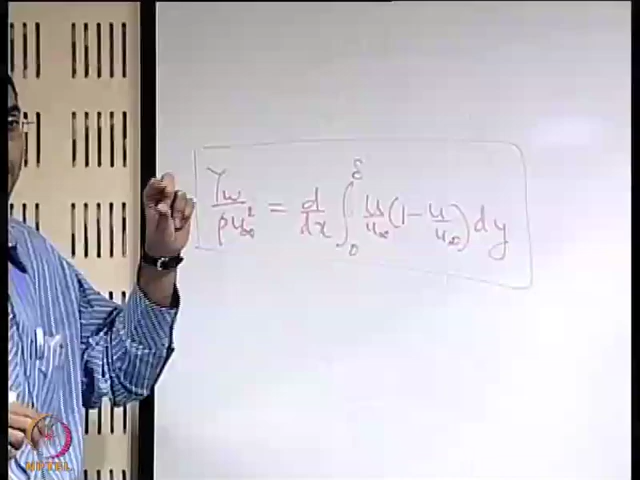 τw/ρu∞² = d/dx ∫₀^δ u/u∞ (1 - u/u∞) dy
NPTEL